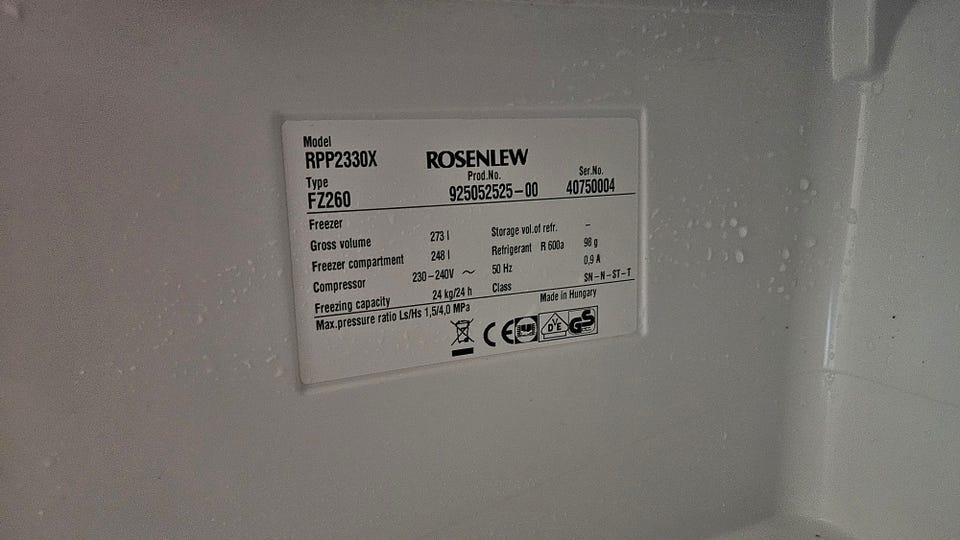 Model
RPP2330X ROSENLEW
Type Prod.No. Ser.No.
FZ260 925052525-00 40750004
Freezer
Gross volume 273 l Storage vol.of refr. –
Freezer compartment 248 l Refrigerant R 600a 98 g
Compressor 230-240V ~ 50 Hz 0,9 A
Freezing capacity 24 kg/24 h Class SN-N-ST-T
Max.pressure ratio Ls/Hs 1,5/4,0 MPa Made in Hungary
CE DVE GS